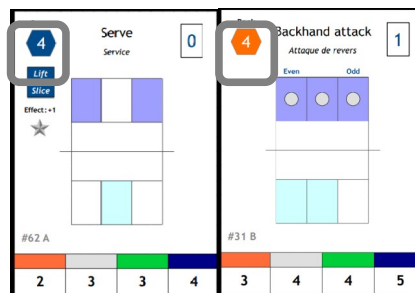 4
Serve
Service
0
Lift
Slice
Effect: +1
#62 A
2 3 3 4
4
Backhand attack
Attaque de revers
1
Even Odd
#31 B
3 4 4 5